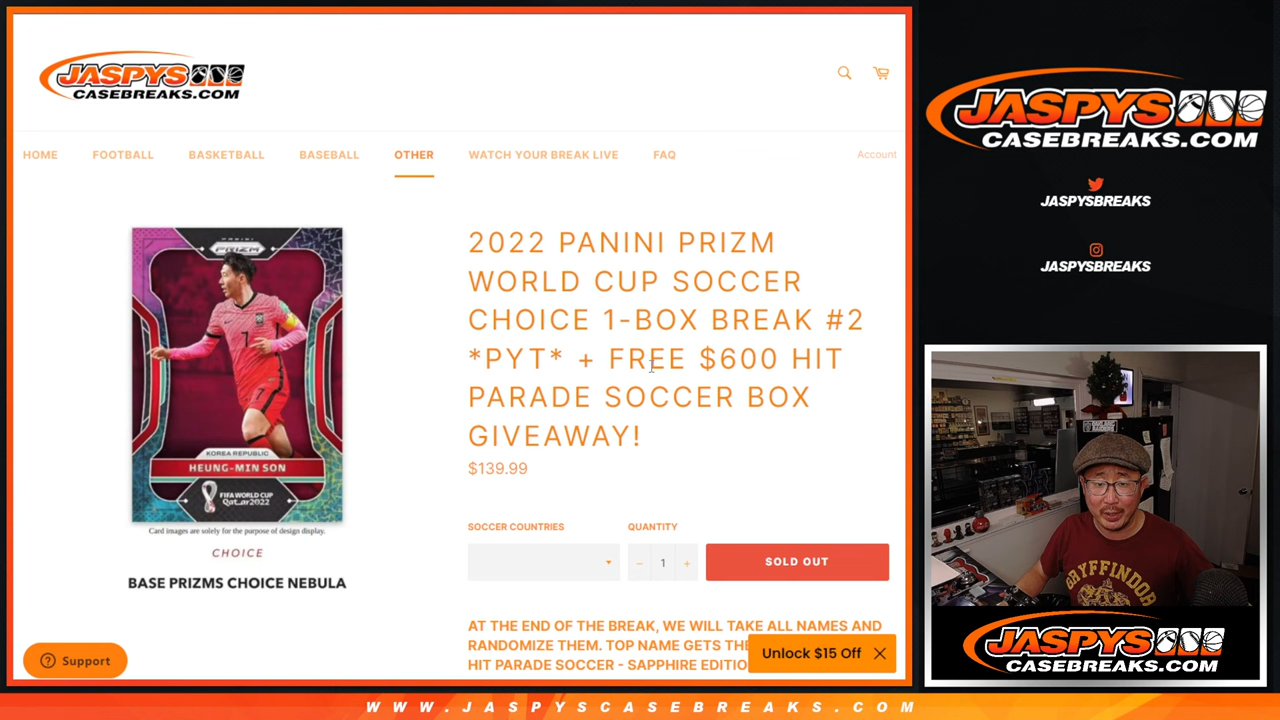 JASPYS
CASEBREAKS.COM
HOME
FOOTBALL
BASKETBALL
BASEBALL
OTHER
WATCH YOUR BREAK LIVE
FAQ
Account
PANINI
PRIZM
7
KOREA REPUBLIC
HEUNG-MIN SON
FIFA WORLD CUP
Qatar2022
Card images are solely for the purpose of design display.
CHOICE
BASE PRIZMS CHOICE NEBULA
2022 PANINI PRIZM
WORLD CUP SOCCER
CHOICE 1-BOX BREAK #2
*PYT* + FREE $600 HIT
PARADE SOCCER BOX
GIVEAWAY!
$139.99
SOCCER COUNTRIES
QUANTITY
− 1 +
SOLD OUT
AT THE END OF THE BREAK, WE WILL TAKE ALL NAMES AND
RANDOMIZE THEM. TOP NAME GETS THE
HIT PARADE SOCCER - SAPPHIRE EDITIO
Unlock $15 Off
Support
JASPYS
CASEBREAKS.COM
JASPYSBREAKS
JASPYSBREAKS
GRYFFINDOR
JASPYS
CASEBREAKS.COM
WWW.JASPYSCASEBREAKS.COM